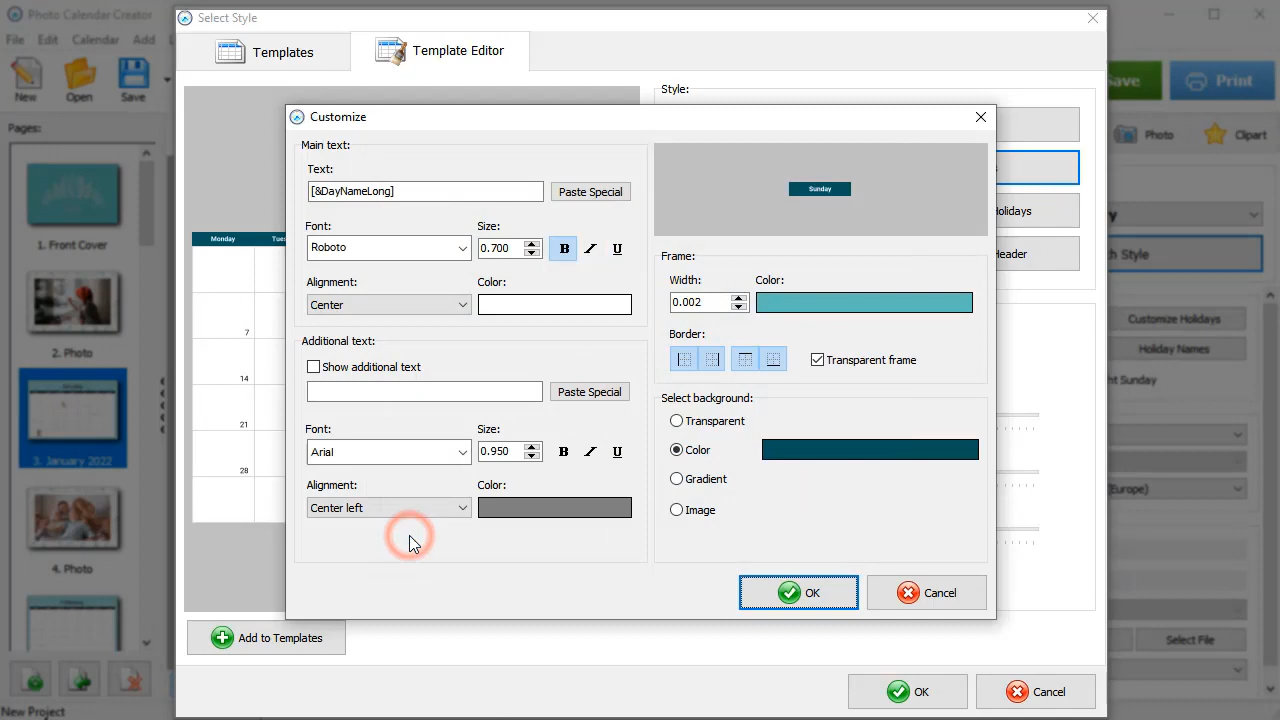 Photo Calendar Creator
File Edit Calendar Add
New
Open
Save
Pages:
1. Front Cover
2. Photo
3. January 2022
4. Photo
New Project
Save
Print
Photo
Clipart
Style
Customize Holidays
Holiday Names
Sunday
(Europe)
Select File
Select Style
Templates
Template Editor
Style:
Holidays
Header
Monday
7
14
21
28
Add to Templates
OK
Cancel
Customize
Main text:
Text:
[&DayNameLong]
Paste Special
Font:
Size:
Roboto
0.700
B I U
Alignment:
Color:
Center
Additional text:
Show additional text
Paste Special
Font:
Size:
Arial
0.950
B I U
Alignment:
Color:
Center left
Sunday
Frame:
Width:
Color:
0.002
Border:
Transparent frame
Select background:
Transparent
Color
Gradient
Image
OK
Cancel